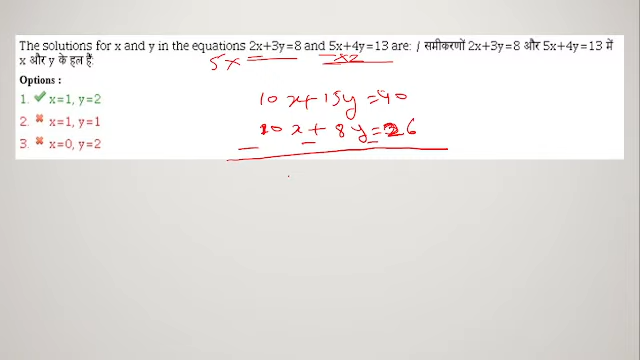 The solutions for x and y in the equations 2x+3y=8 and 5x+4y=13 are: / समीकरणों 2x+3y=8 और 5x+4y=13 में
x और y के हल हैं:
5x x2
Options :
1. x=1, y=2
2. x=1, y=1
3. x=0, y=2
10x+15y=40
10x+8y=26